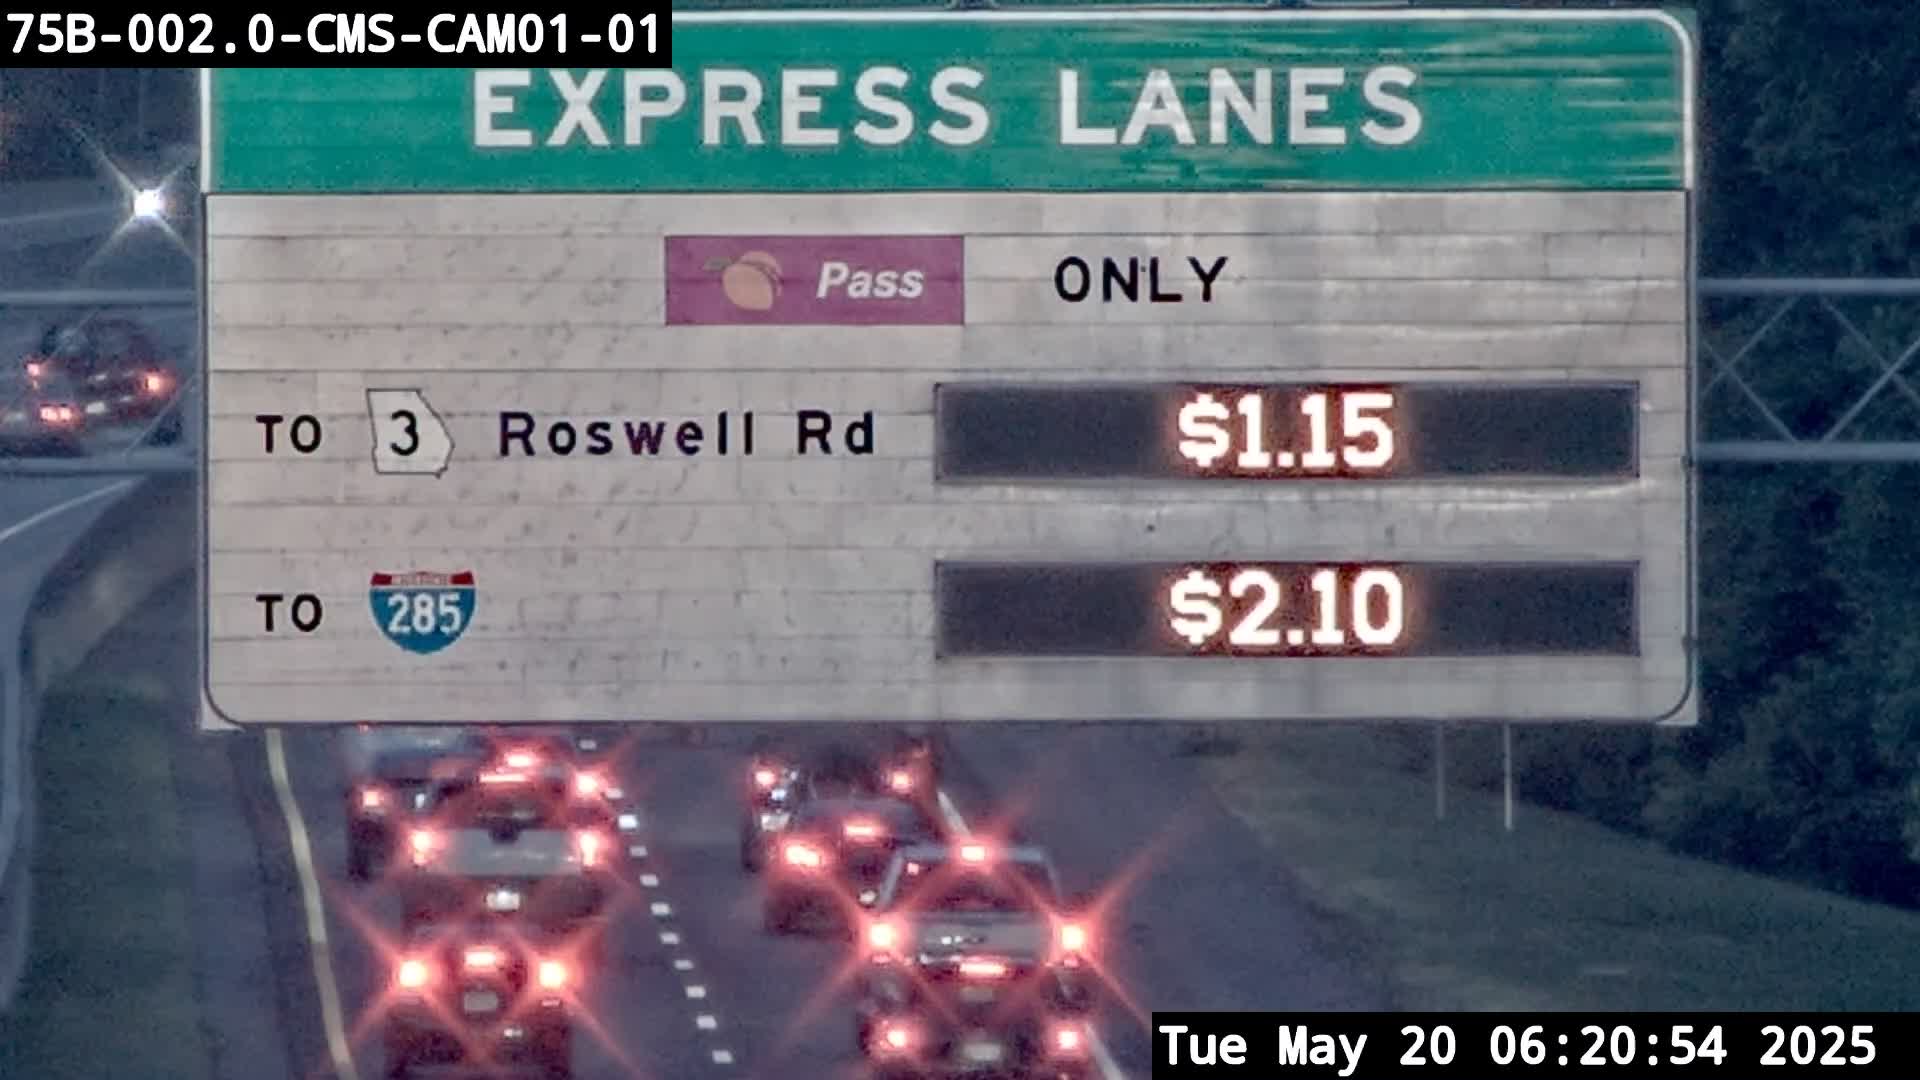 75B-002.0-CMS-CAM01-01
EXPRESS LANES
Pass ONLY
TO 3 Roswell Rd $1.15
TO 285 $2.10
Tue May 20 06:20:54 2025